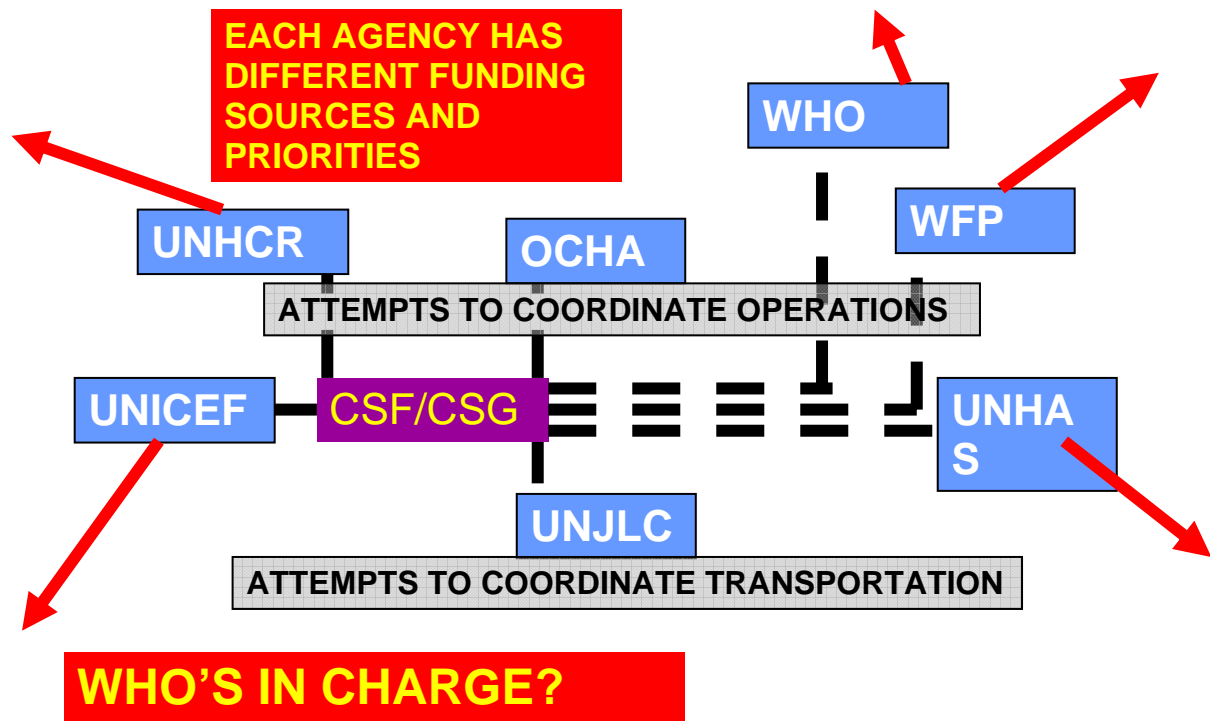 EACH AGENCY HAS
DIFFERENT FUNDING
SOURCES AND
PRIORITIES
WHO
WFP
UNHCR
OCHA
ATTEMPTS TO COORDINATE OPERATIONS
UNICEF
CSF/CSG
UNHA
S
UNJLC
ATTEMPTS TO COORDINATE TRANSPORTATION
WHO’S IN CHARGE?